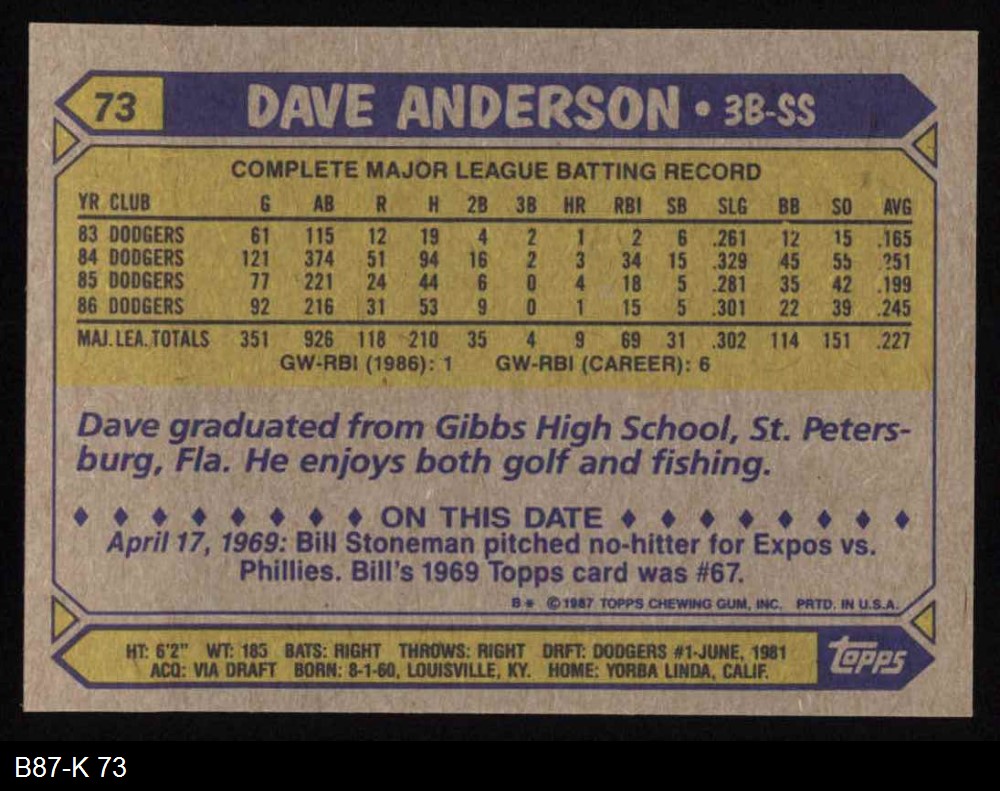 73 DAVE ANDERSON • 3B-SS
COMPLETE MAJOR LEAGUE BATTING RECORD
YR CLUB G AB R H 2B 3B HR RBI SB SLG BB SO AVG
83 DODGERS 61 115 12 19 4 2 1 2 6 .261 12 15 .165
84 DODGERS 121 374 51 94 16 2 3 34 15 .329 45 55 .251
85 DODGERS 77 221 24 44 6 0 4 18 5 .281 35 42 .199
86 DODGERS 92 216 31 53 9 0 1 15 5 .301 22 39 .245
MAJ. LEA. TOTALS 351 926 118 210 35 4 9 69 31 .302 114 151 .227
GW-RBI (1986): 1 GW-RBI (CAREER): 6
Dave graduated from Gibbs High School, St. Peters-
burg, Fla. He enjoys both golf and fishing.
♦ ♦ ♦ ♦ ♦ ♦ ♦ ♦ ON THIS DATE ♦ ♦ ♦ ♦ ♦ ♦ ♦ ♦
April 17, 1969: Bill Stoneman pitched no-hitter for Expos vs.
Phillies. Bill's 1969 Topps card was #67.
B* © 1987 TOPPS CHEWING GUM, INC. PRTD. IN U.S.A.
HT: 6'2" WT: 185 BATS: RIGHT THROWS: RIGHT DRFT: DODGERS #1-JUNE, 1981
ACQ: VIA DRAFT BORN: 8-1-60, LOUISVILLE, KY. HOME: YORBA LINDA, CALIF.
topps
B87-K 73